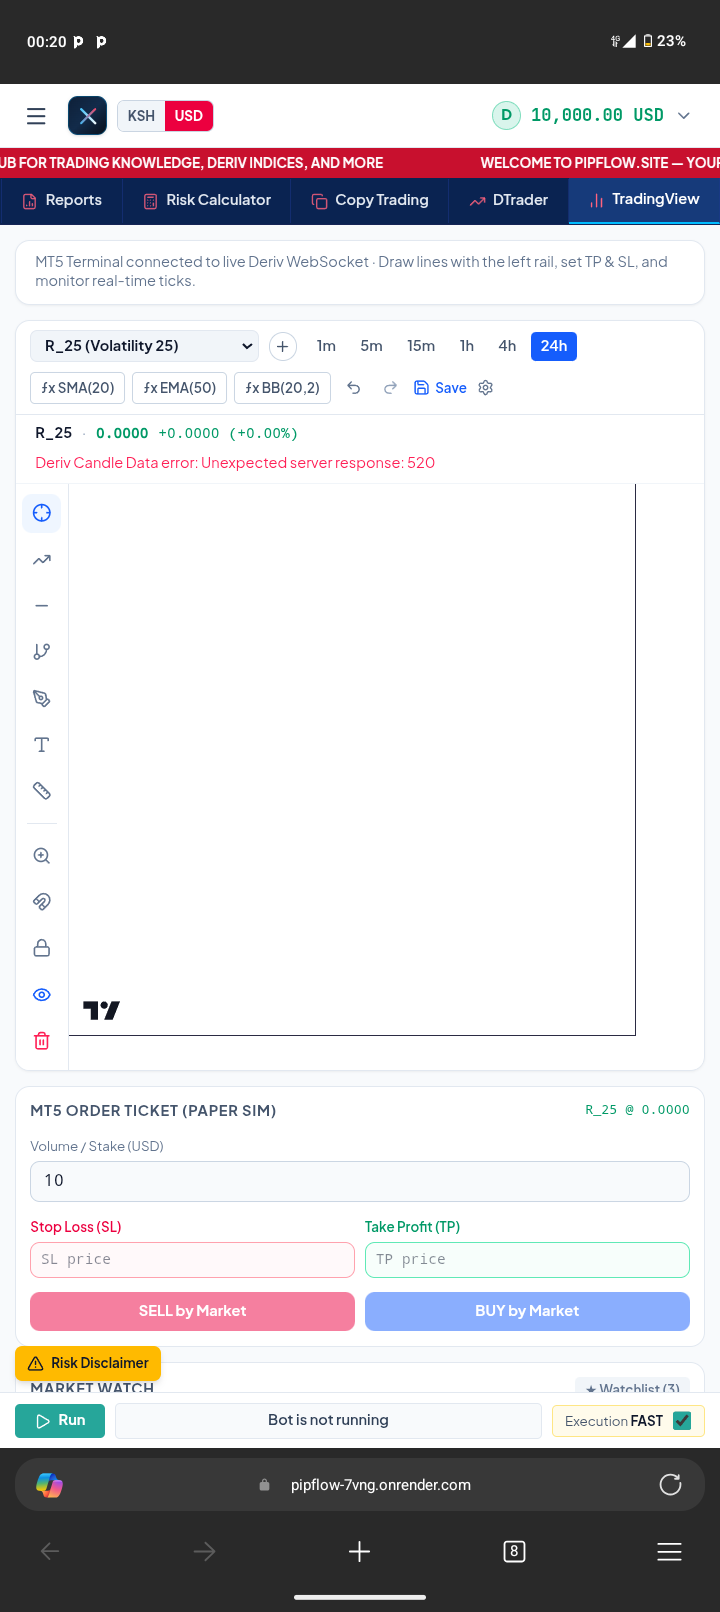 00:20
4G 23%
KSH USD D 10,000.00 USD
UB FOR TRADING KNOWLEDGE, DERIV INDICES, AND MORE WELCOME TO PIPFLOW.SITE — YOUR
Reports Risk Calculator Copy Trading DTrader TradingView
MT5 Terminal connected to live Deriv WebSocket · Draw lines with the left rail, set TP & SL, and
monitor real-time ticks.
R_25 (Volatility 25) 1m 5m 15m 1h 4h 24h
ƒx SMA(20) ƒx EMA(50) ƒx BB(20,2) Save
R_25 · 0.0000 +0.0000 (+0.00%)
Deriv Candle Data error: Unexpected server response: 520
MT5 ORDER TICKET (PAPER SIM) R_25 @ 0.0000
Volume / Stake (USD)
10
Stop Loss (SL) Take Profit (TP)
SL price TP price
SELL by Market BUY by Market
Risk Disclaimer
MARKET WATCH ★ Watchlist (3)
Run Bot is not running Execution FAST
pipflow-7vng.onrender.com
8